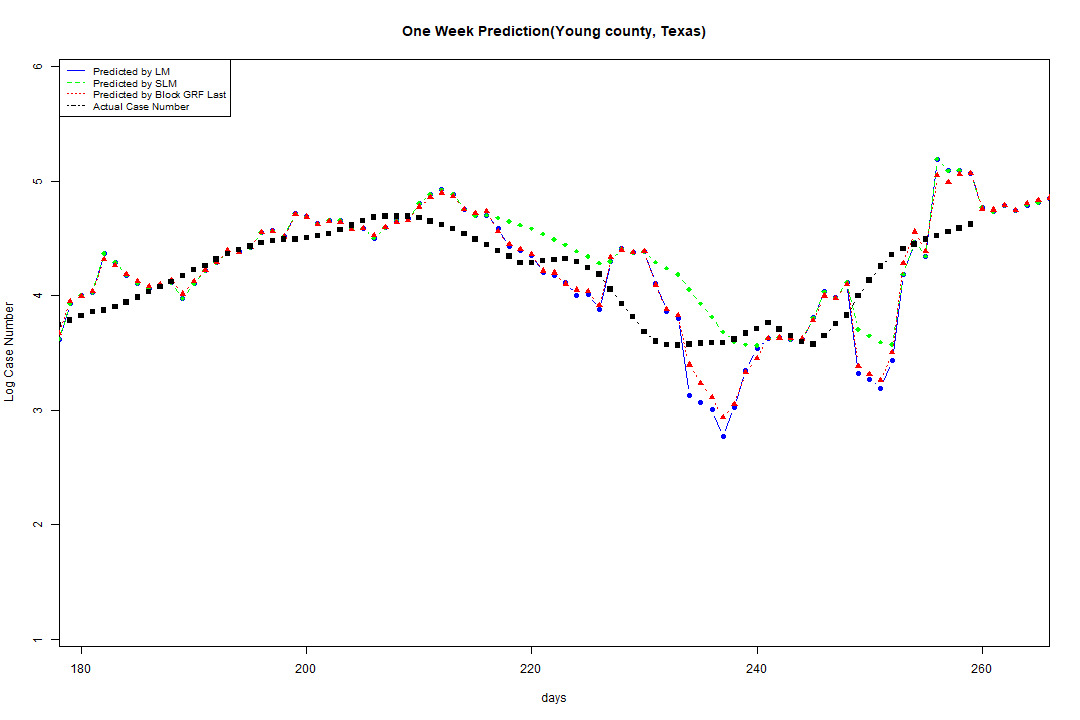 One Week Prediction(Young county, Texas)
Predicted by LM
Predicted by SLM
Predicted by Block GRF Last
Actual Case Number
6
5
4
3
2
1
Log Case Number
180 200 220 240 260
days